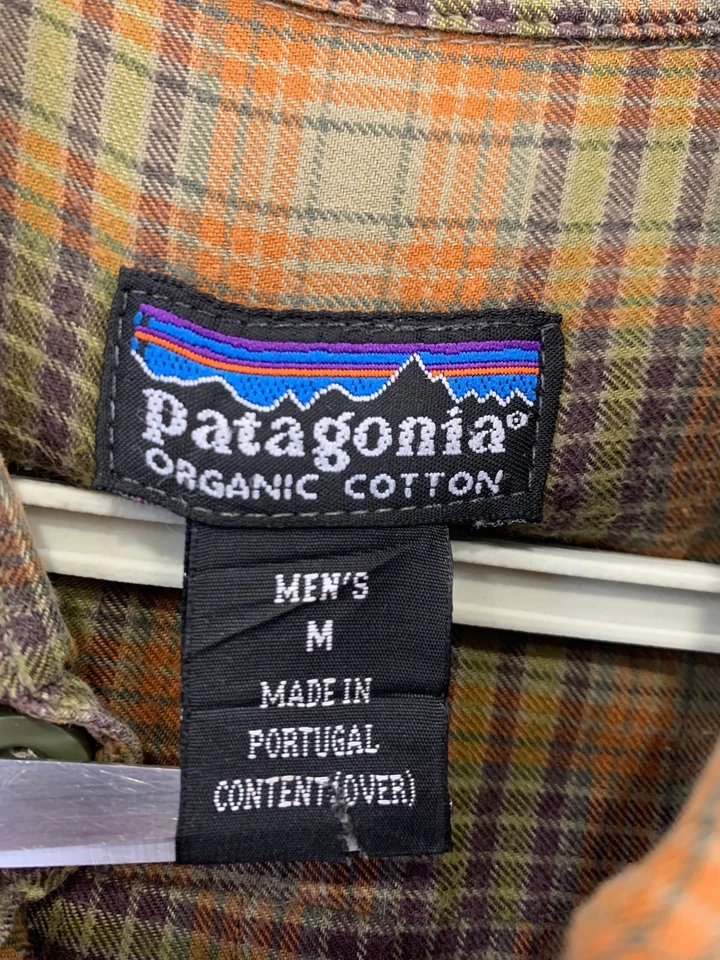 patagonia®
ORGANIC COTTON
MEN'S
M
MADE IN
PORTUGAL
CONTENT (OVER)